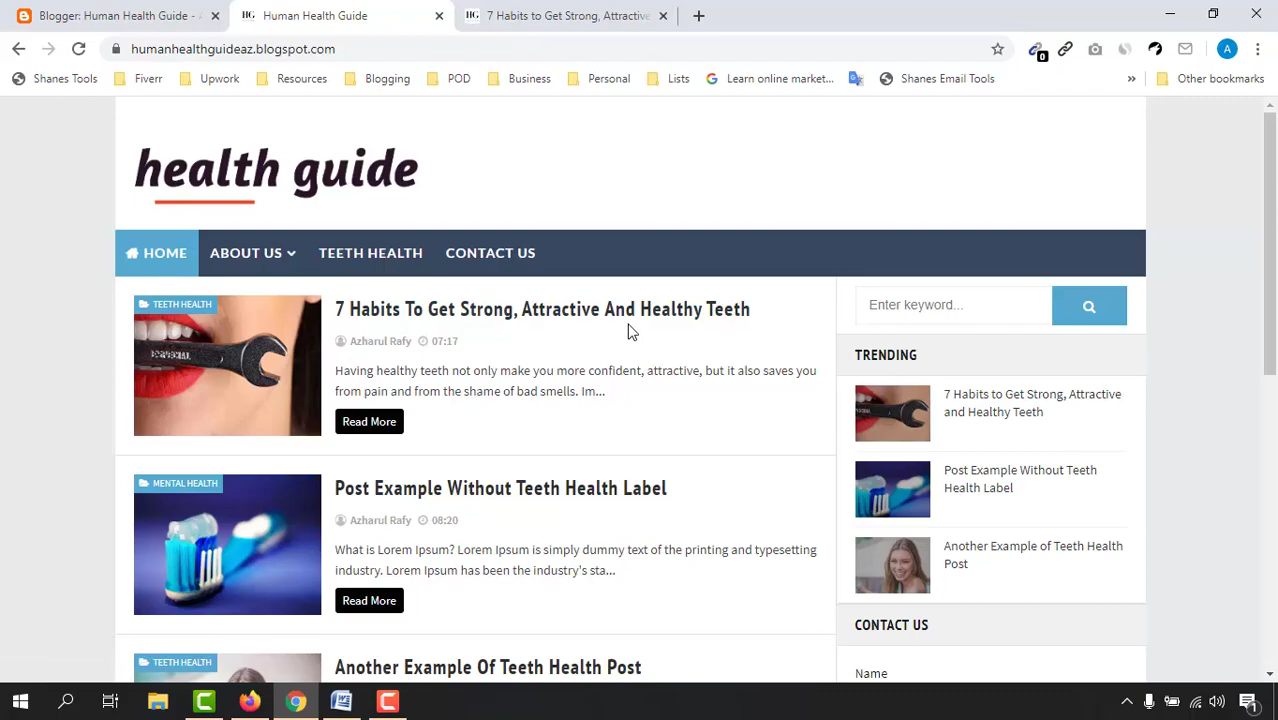 Blogger: Human Health Guide - A
Human Health Guide
7 Habits to Get Strong, Attractive
humanhealthguideaz.blogspot.com
0
A
Shanes Tools
Fiverr
Upwork
Resources
Blogging
POD
Business
Personal
Lists
Learn online market...
Shanes Email Tools
»
Other bookmarks
health guide
HOME
ABOUT US
TEETH HEALTH
CONTACT US
TEETH HEALTH
7 Habits To Get Strong, Attractive And Healthy Teeth
Azharul Rafy 07:17
Having healthy teeth not only make you more confident, attractive, but it also saves you
from pain and from the shame of bad smells. Im...
Read More
MENTAL HEALTH
Post Example Without Teeth Health Label
Azharul Rafy 08:20
What is Lorem Ipsum? Lorem Ipsum is simply dummy text of the printing and typesetting
industry. Lorem Ipsum has been the industry's sta...
Read More
TEETH HEALTH
Another Example Of Teeth Health Post
Enter keyword...
TRENDING
7 Habits to Get Strong, Attractive
and Healthy Teeth
Post Example Without Teeth
Health Label
Another Example of Teeth Health
Post
CONTACT US
Name
1